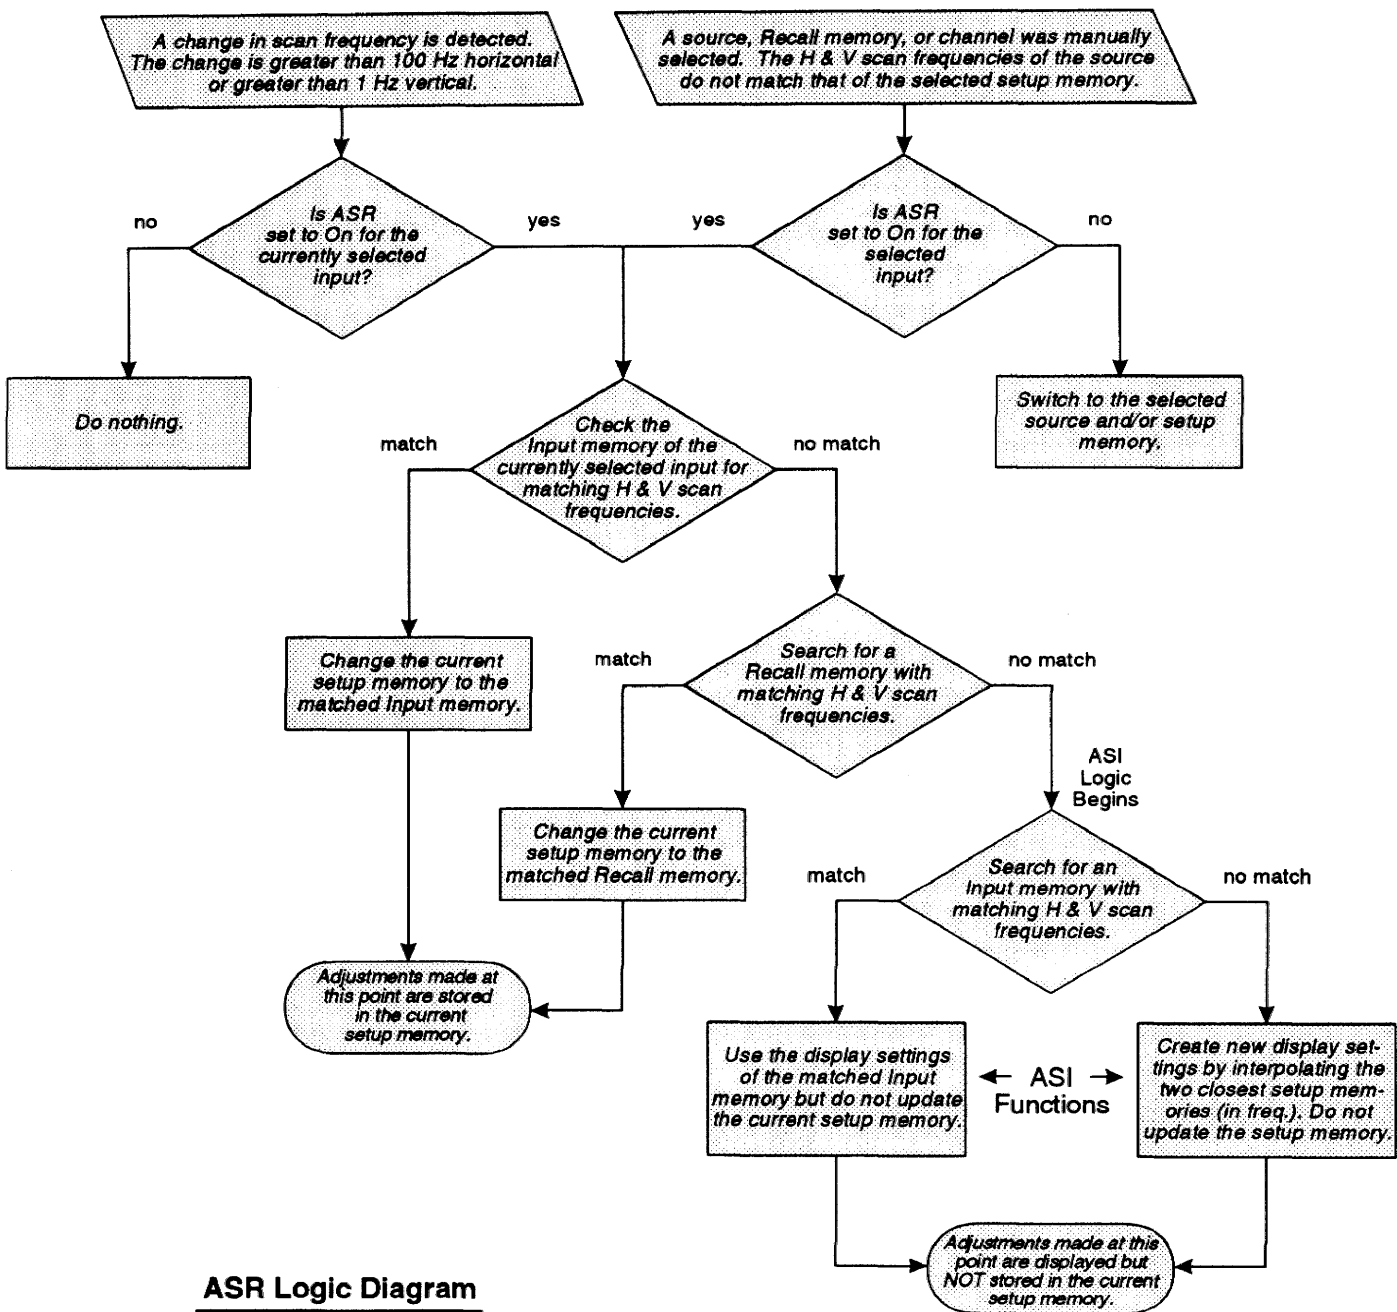 A change in scan frequency is detected.
The change is greater than 100 Hz horizontal
or greater than 1 Hz vertical.
A source, Recall memory, or channel was manually
selected. The H & V scan frequencies of the source
do not match that of the selected setup memory.
no
Is ASR
set to On for the
currently selected
input?
yes
yes
Is ASR
set to On for the
selected
input?
no
Do nothing.
Switch to the selected
source and/or setup
memory.
match
Check the
Input memory of the
currently selected input for
matching H & V scan
frequencies.
no match
Change the current
setup memory to the
matched Input memory.
match
Search for a
Recall memory with
matching H & V scan
frequencies.
no match
ASI
Logic
Begins
Change the current
setup memory to the
matched Recall memory.
match
Search for an
Input memory with
matching H & V scan
frequencies.
no match
Adjustments made at
this point are stored
in the current
setup memory.
Use the display settings
of the matched Input
memory but do not update
the current setup memory.
ASI
Functions
Create new display set-
tings by interpolating the
two closest setup mem-
ories (in freq.). Do not
update the setup memory.
Adjustments made at this
point are displayed but
NOT stored in the current
setup memory.
ASR Logic Diagram